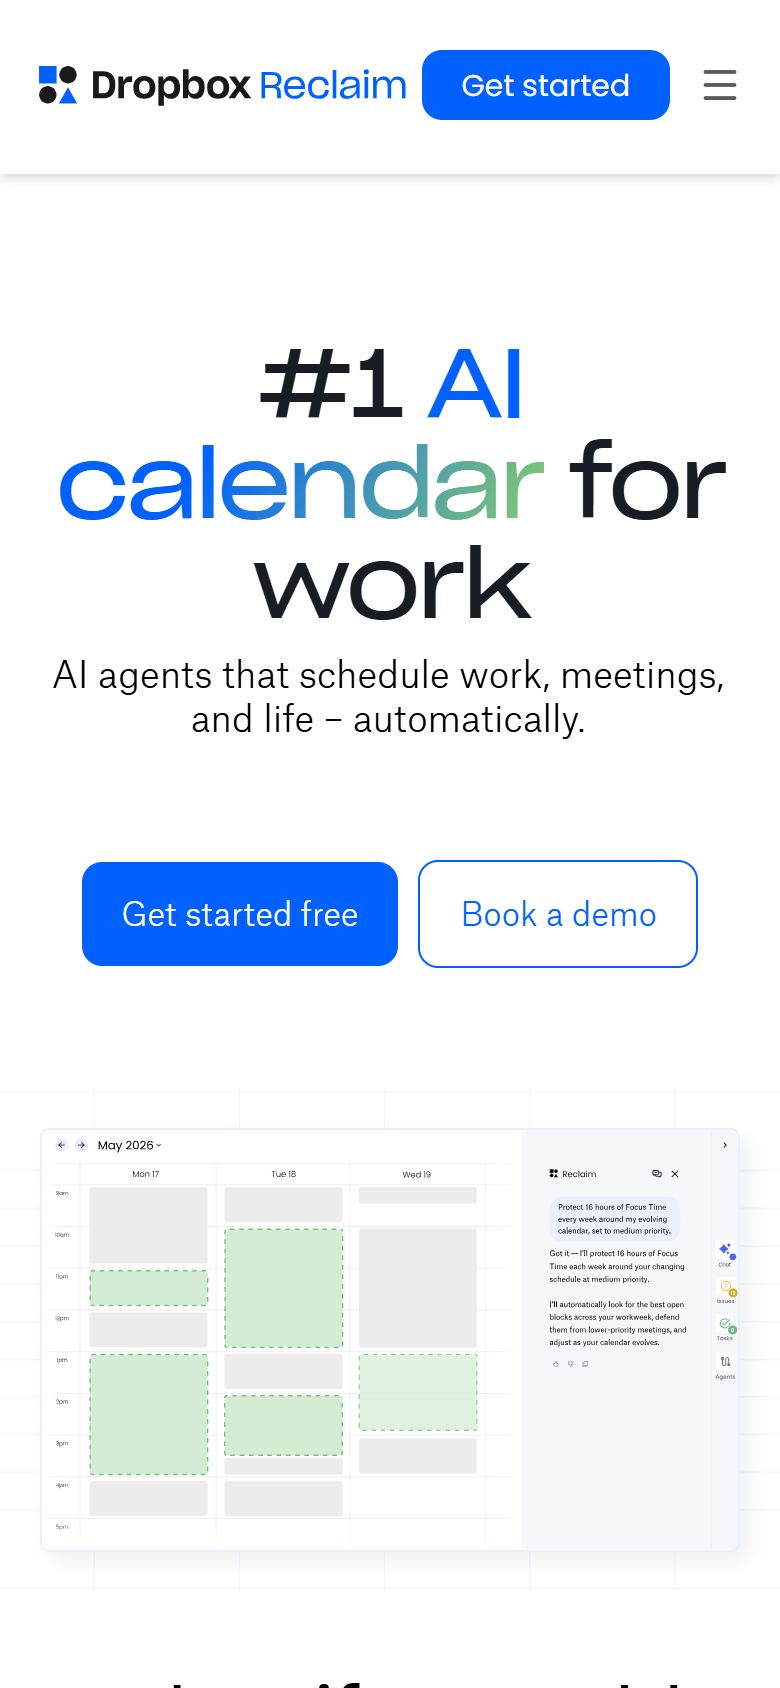 Dropbox Reclaim
Get started
#1 AI
calendar for
work
AI agents that schedule work, meetings,
and life – automatically.
Get started free
Book a demo
May 2026
Mon 17
Tue 18
Wed 19
9am
10am
11am
12pm
1pm
2pm
3pm
4pm
5pm
Reclaim
Protect 16 hours of Focus Time
every week around my evolving
calendar, set to medium priority.
Got it -- I'll protect 16 hours of Focus
Time each week around your changing
schedule at medium priority.
I'll automatically look for the best open
blocks across your workweek, defend
them from lower-priority meetings, and
adjust as your calendar evolves.
Chat
Issues
Tasks
Agents